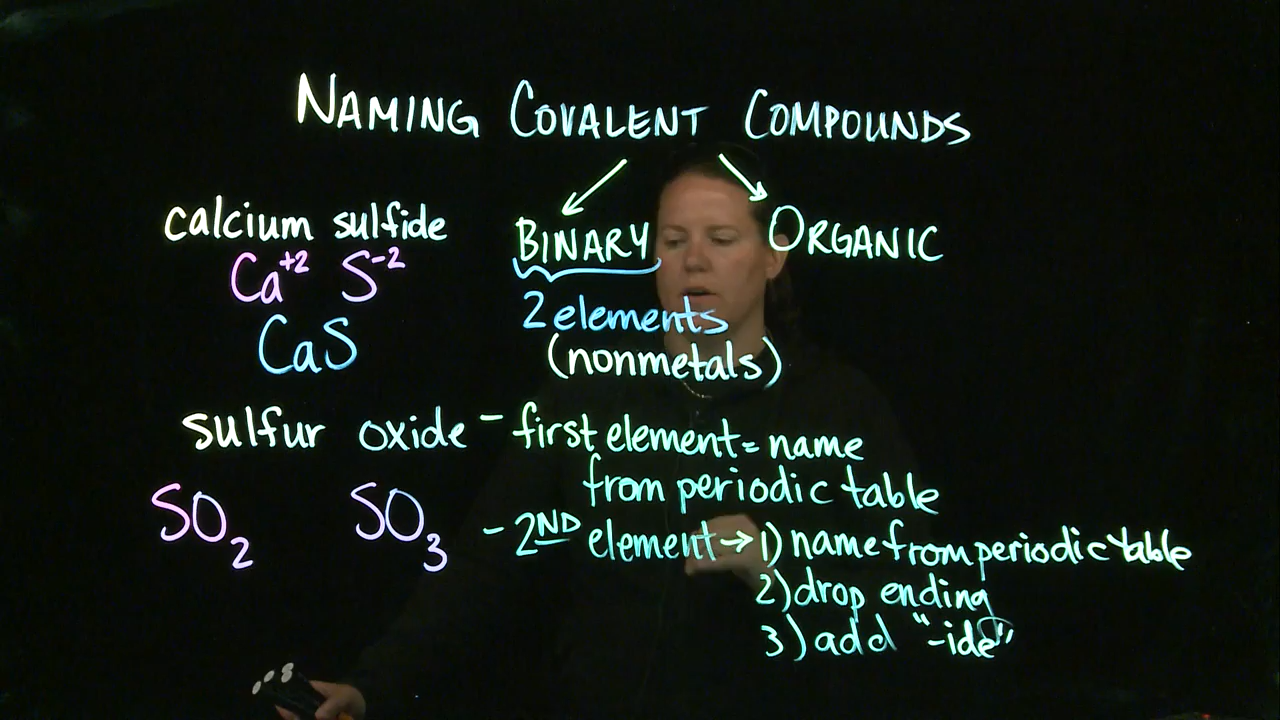 NAMING COVALENT COMPOUNDS
BINARY
ORGANIC
2 elements
(nonmetals)
calcium sulfide
Ca+2 S-2
CaS
sulfur oxide
SO2 SO3
- first element = name
from periodic table
- 2ND element → 1) name from periodic table
2) drop ending
3) add "-ide"